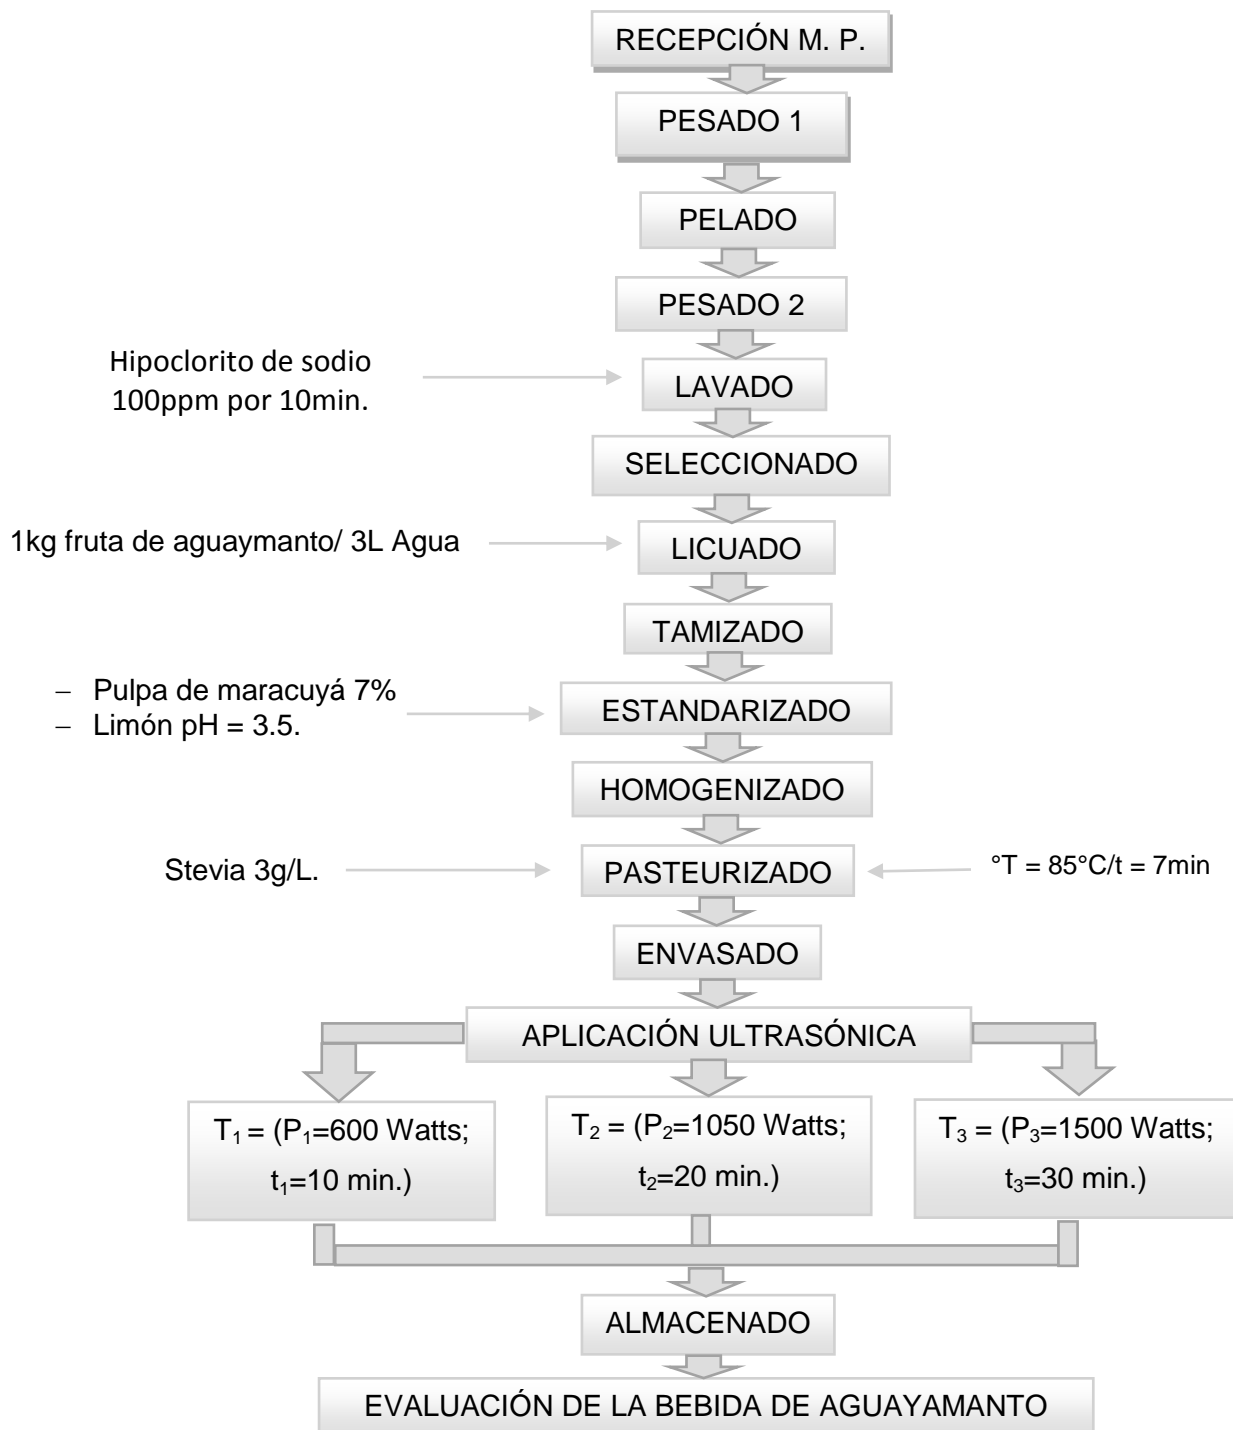 RECEPCIÓN M. P.
PESADO 1
PELADO
PESADO 2
Hipoclorito de sodio
100ppm por 10min.
LAVADO
SELECCIONADO
1kg fruta de aguaymanto/ 3L Agua
LICUADO
TAMIZADO
– Pulpa de maracuyá 7%
– Limón pH = 3.5.
ESTANDARIZADO
HOMOGENIZADO
Stevia 3g/L.
PASTEURIZADO
°T = 85°C/t = 7min
ENVASADO
APLICACIÓN ULTRASÓNICA
T₁ = (P₁=600 Watts;
t₁=10 min.)
T₂ = (P₂=1050 Watts;
t₂=20 min.)
T₃ = (P₃=1500 Watts;
t₃=30 min.)
ALMACENADO
EVALUACIÓN DE LA BEBIDA DE AGUAYAMANTO